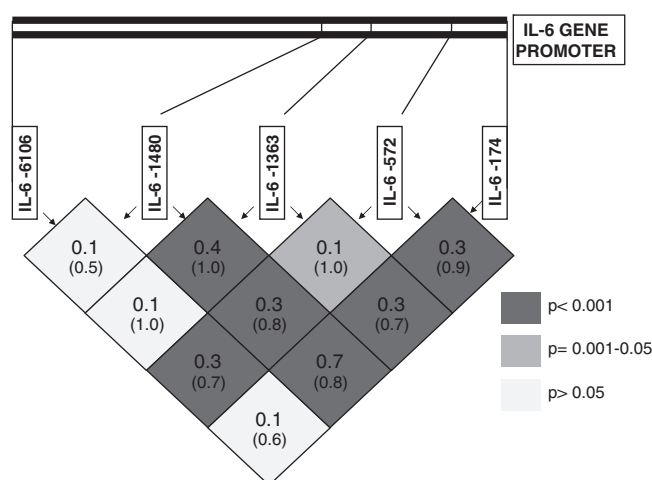 IL-6 GENE
PROMOTER
IL-6 -6106
IL-6 -1480
IL-6 -1363
IL-6 -572
IL-6 -174
0.1
(0.5)
0.4
(1.0)
0.1
(1.0)
0.3
(0.9)
0.1
(1.0)
0.3
(0.8)
0.3
(0.7)
0.3
(0.7)
0.7
(0.8)
0.1
(0.6)
p< 0.001
p= 0.001-0.05
p> 0.05